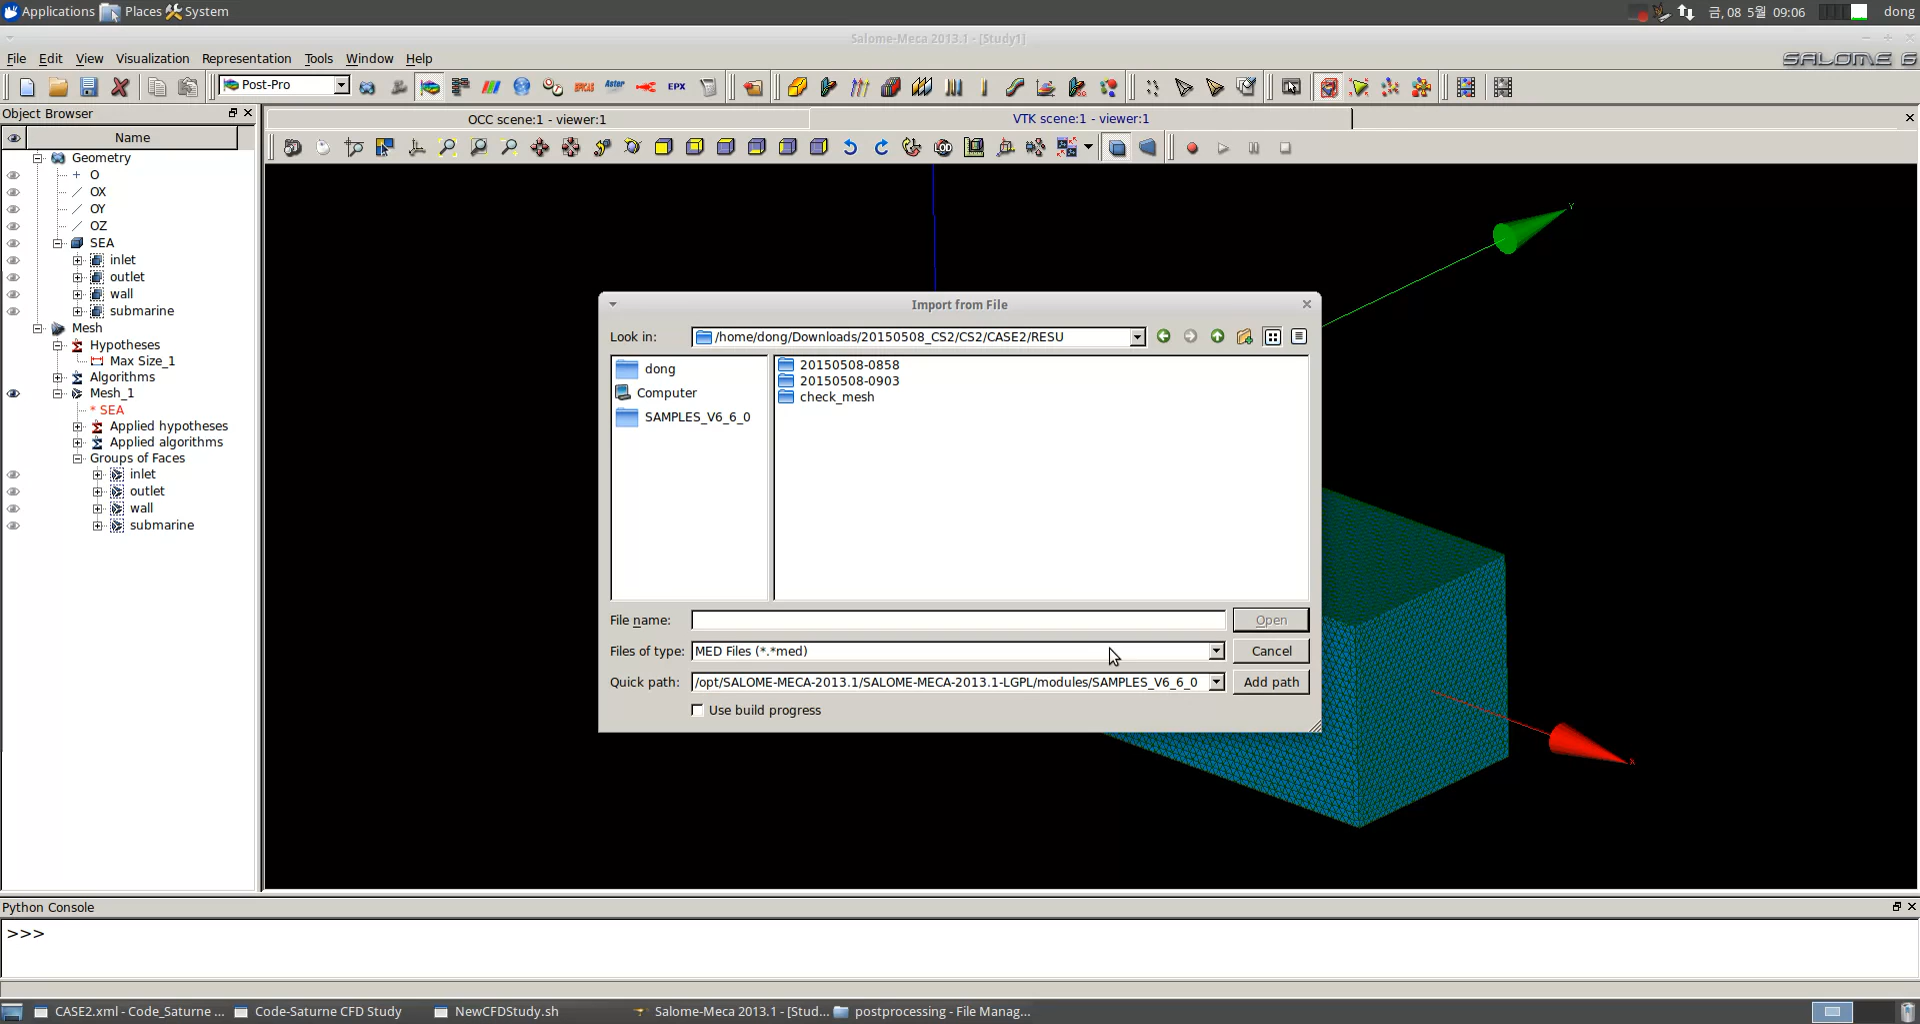 Applications Places System 금, 08 5월 09:06 dong
Salome-Meca 2013.1 - [Study1]
File Edit View Visualization Representation Tools Window Help SALOME 6
Post-Pro EFICAS Aster EPX
Object Browser
OCC scene:1 - viewer:1 VTK scene:1 - viewer:1
Name
LOD
Geometry
O
OX
OY
OZ
SEA
inlet
outlet
wall
submarine
Mesh
Hypotheses
Max Size_1
Algorithms
Mesh_1
* SEA
Applied hypotheses
Applied algorithms
Groups of Faces
inlet
outlet
wall
submarine
Y
X
Import from File
Look in: /home/dong/Downloads/20150508_CS2/CS2/CASE2/RESU
dong
Computer
SAMPLES_V6_6_0
20150508-0858
20150508-0903
check_mesh
File name: Open
Files of type: MED Files (*.*med) Cancel
Quick path: /opt/SALOME-MECA-2013.1/SALOME-MECA-2013.1-LGPL/modules/SAMPLES_V6_6_0 Add path
Use build progress
Python Console
>>>
CASE2.xml - Code_Saturne ... Code-Saturne CFD Study NewCFDStudy.sh Salome-Meca 2013.1 - [Stud... postprocessing - File Manag...